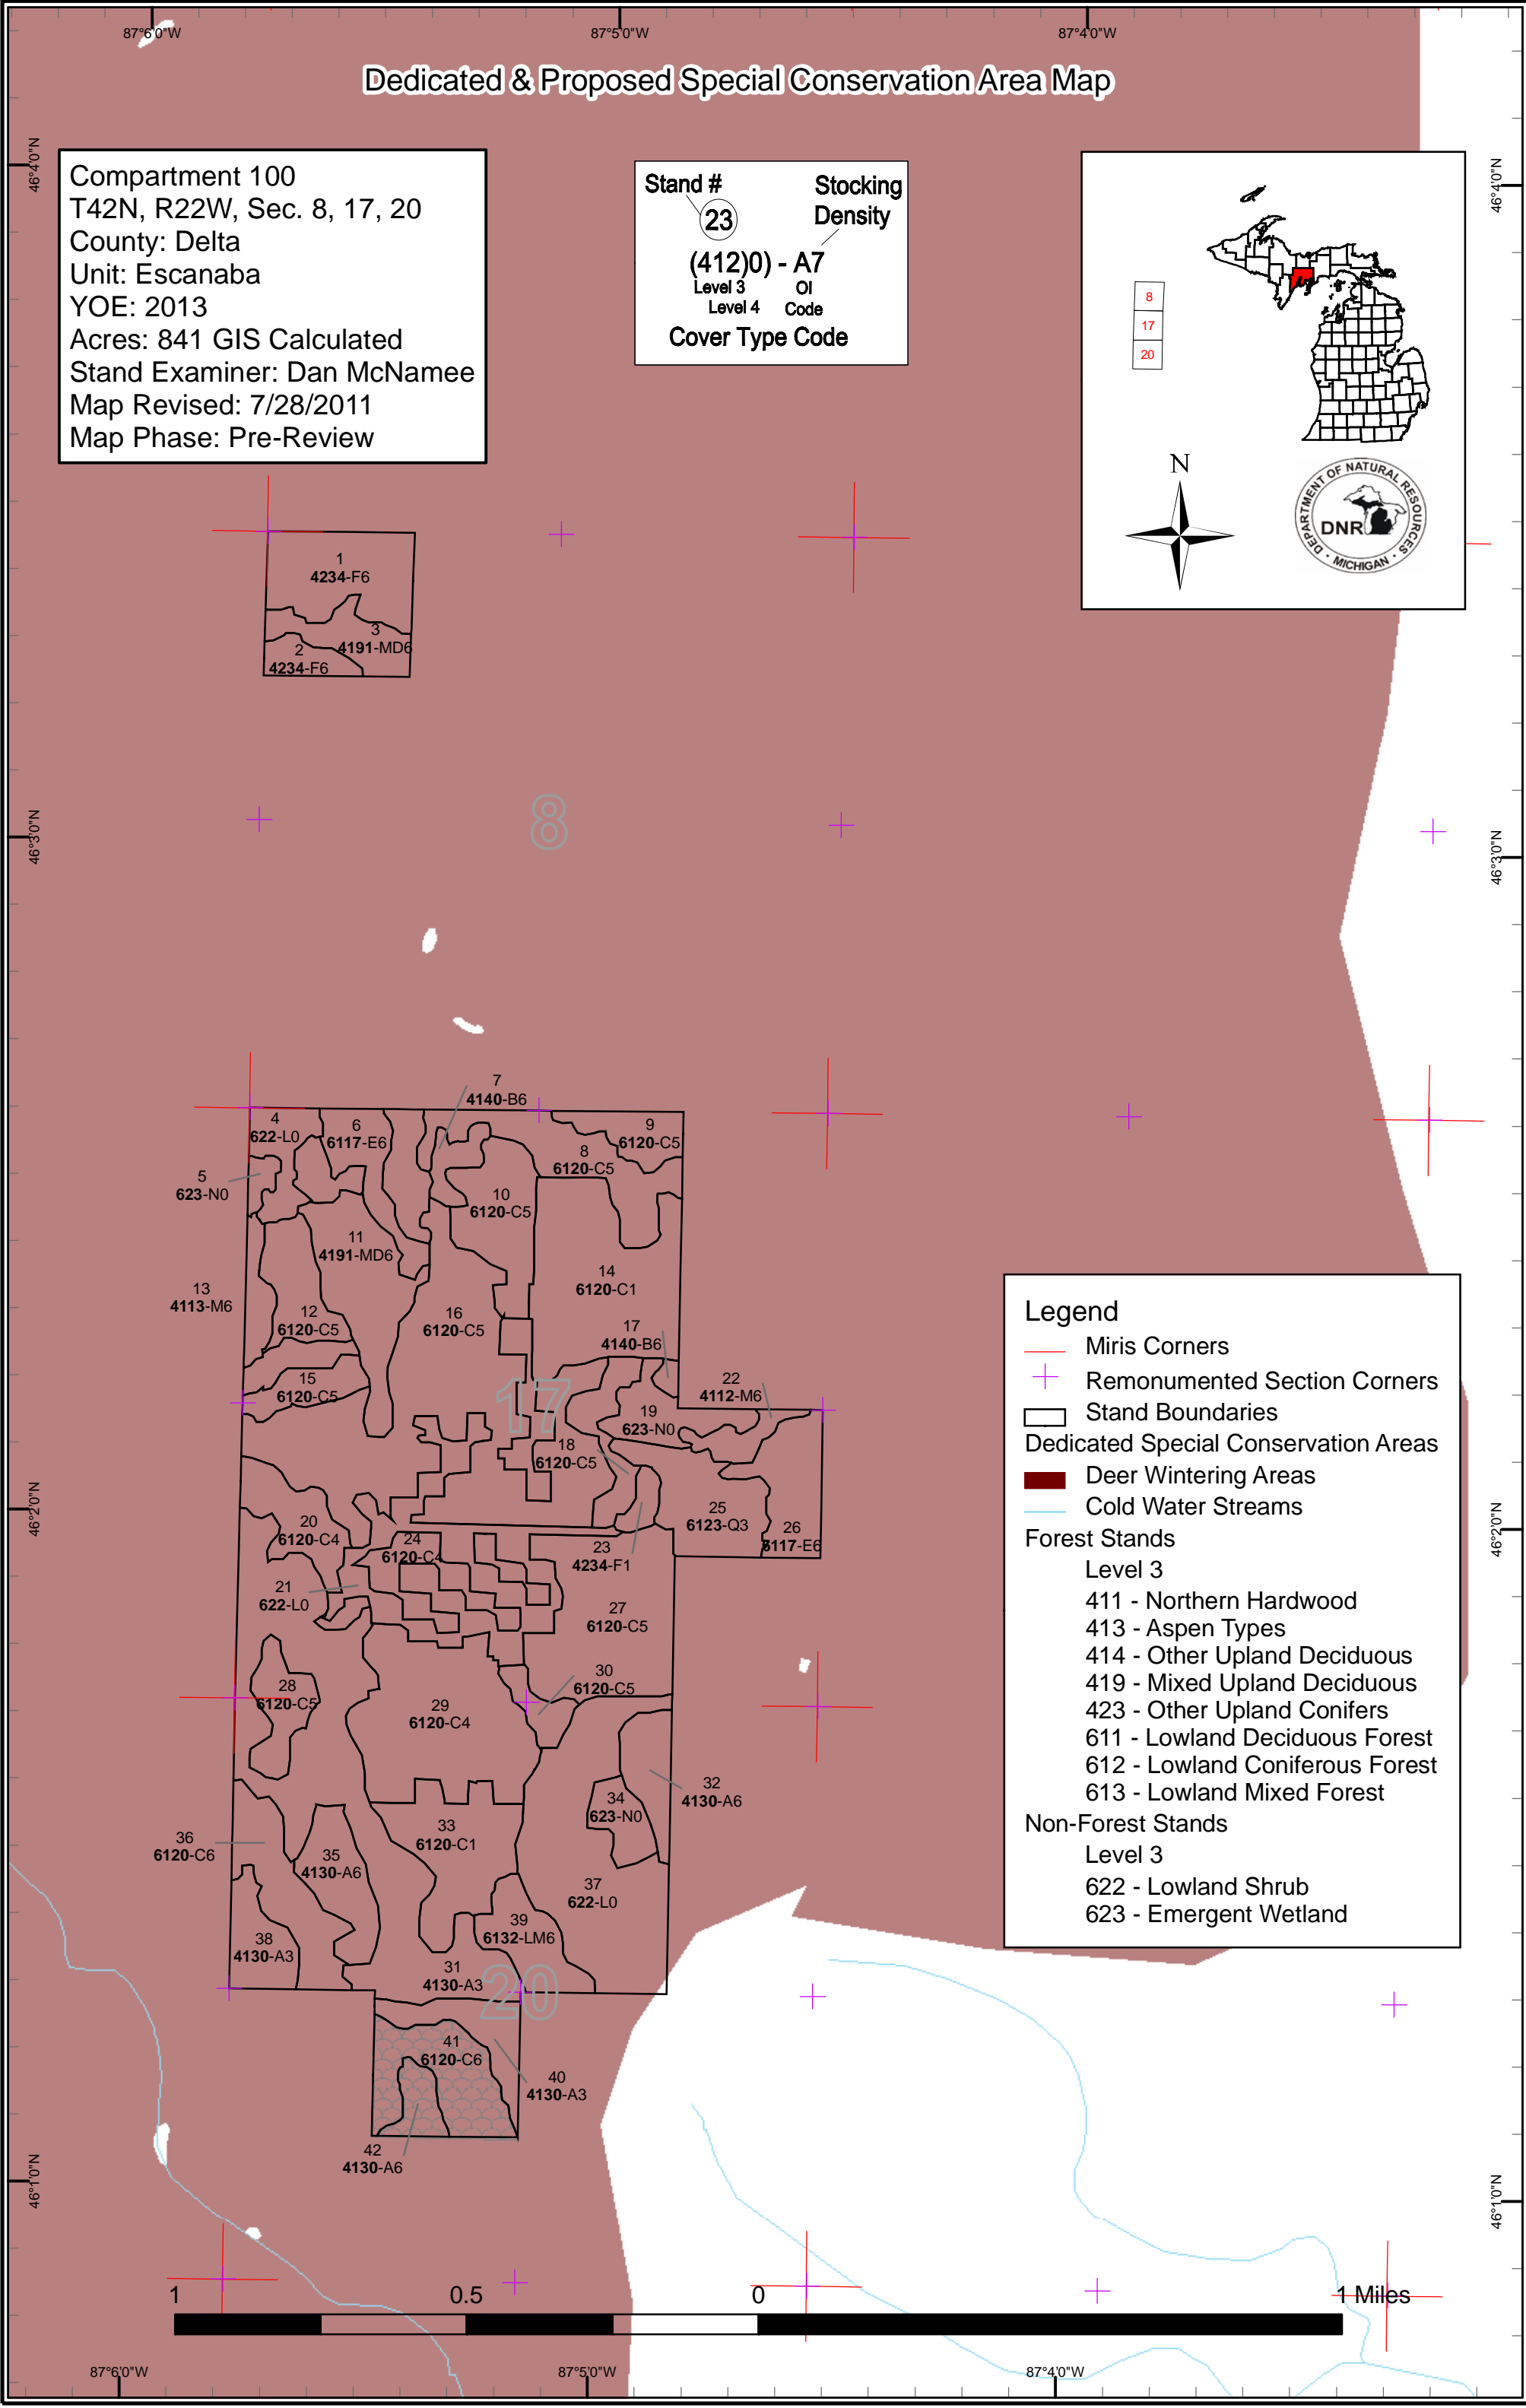 87°6'0"W
87°5'0"W
87°4'0"W
Dedicated & Proposed Special Conservation Area Map
46°4'0"N
46°4'0"N
Compartment 100
T42N, R22W, Sec. 8, 17, 20
County: Delta
Unit: Escanaba
YOE: 2013
Acres: 841 GIS Calculated
Stand Examiner: Dan McNamee
Map Revised: 7/28/2011
Map Phase: Pre-Review
Stand #
Stocking
Density
23
(412)0) - A7
Level 3
OI
Level 4
Code
Cover Type Code
8
17
20
N
DEPARTMENT OF NATURAL RESOURCES
DNR
• MICHIGAN •
1
4234-F6
3
4191-MD6
2
4234-F6
46°3'0"N
8
46°3'0"N
7
4140-B6
4
622-L0
6
6117-E6
9
6120-C5
8
6120-C5
5
623-N0
10
6120-C5
11
4191-MD6
14
6120-C1
13
4113-M6
12
6120-C5
16
6120-C5
17
4140-B6
15
6120-C5
22
4112-M6
17
19
623-N0
18
6120-C5
20
6120-C4
24
6120-C4
25
6123-Q3
26
6117-E6
23
4234-F1
46°2'0"N
46°2'0"N
21
622-L0
27
6120-C5
28
6120-C5
29
6120-C4
30
6120-C5
32
4130-A6
34
623-N0
33
6120-C1
36
6120-C6
35
4130-A6
37
622-L0
38
4130-A3
39
6132-LM6
31
4130-A3
20
41
6120-C6
40
4130-A3
42
4130-A6
Legend
Miris Corners
Remonumented Section Corners
Stand Boundaries
Dedicated Special Conservation Areas
Deer Wintering Areas
Cold Water Streams
Forest Stands
Level 3
411 - Northern Hardwood
413 - Aspen Types
414 - Other Upland Deciduous
419 - Mixed Upland Deciduous
423 - Other Upland Conifers
611 - Lowland Deciduous Forest
612 - Lowland Coniferous Forest
613 - Lowland Mixed Forest
Non-Forest Stands
Level 3
622 - Lowland Shrub
623 - Emergent Wetland
46°1'0"N
46°1'0"N
1
0.5
0
1 Miles
87°6'0"W
87°5'0"W
87°4'0"W